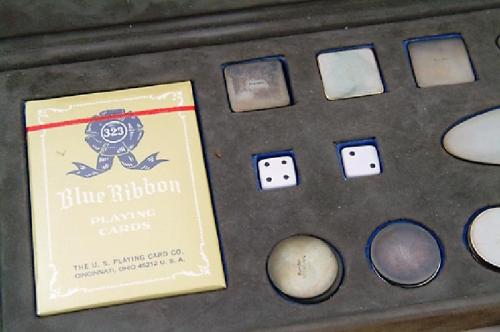 323
Blue Ribbon
PLAYING
CARDS
THE U. S. PLAYING CARD CO.
CINCINNATI, OHIO 45212 U. S. A.